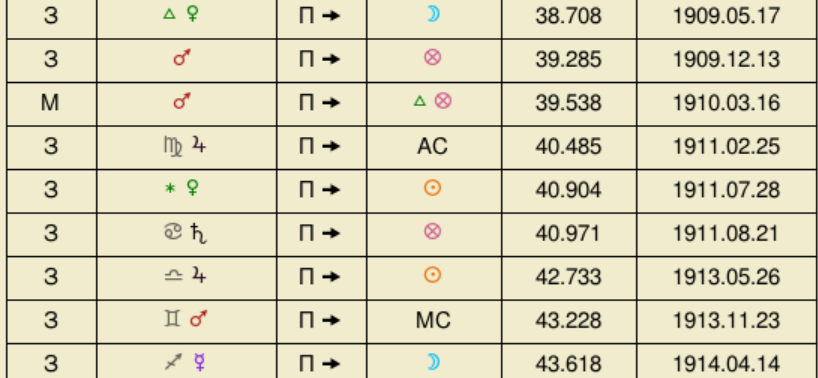 З △ ♀ П → ☽ 38.708 1909.05.17
З ♂ П → ⊗ 39.285 1909.12.13
М ♂ П → △ ⊗ 39.538 1910.03.16
З ♍ ♃ П → AC 40.485 1911.02.25
З ✶ ♀ П → ☉ 40.904 1911.07.28
З ♋ ♄ П → ⊗ 40.971 1911.08.21
З ♎ ♃ П → ☉ 42.733 1913.05.26
З ♊ ♂ П → MC 43.228 1913.11.23
З ♐ ☿ П → ☽ 43.618 1914.04.14